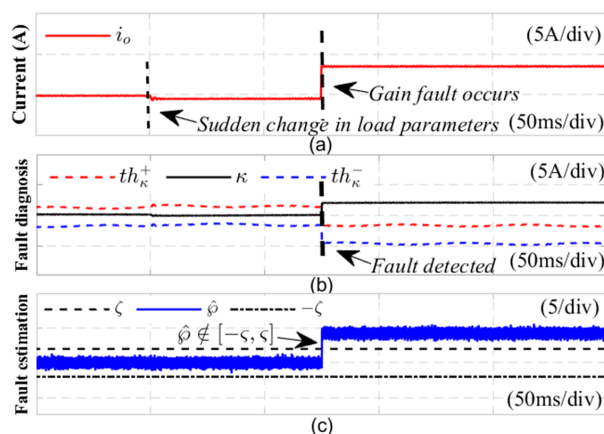 i_o
(5A/div)
Current (A)
Gain fault occurs
Sudden change in load parameters
(50ms/div)
(a)
th_κ^+ κ th_κ^-
(5A/div)
Fault diagnosis
Fault detected
(50ms/div)
(b)
ζ φ̂ −ζ
(5/div)
Fault estimation
φ̂ ∉ [−ς, ς]
(50ms/div)
(c)